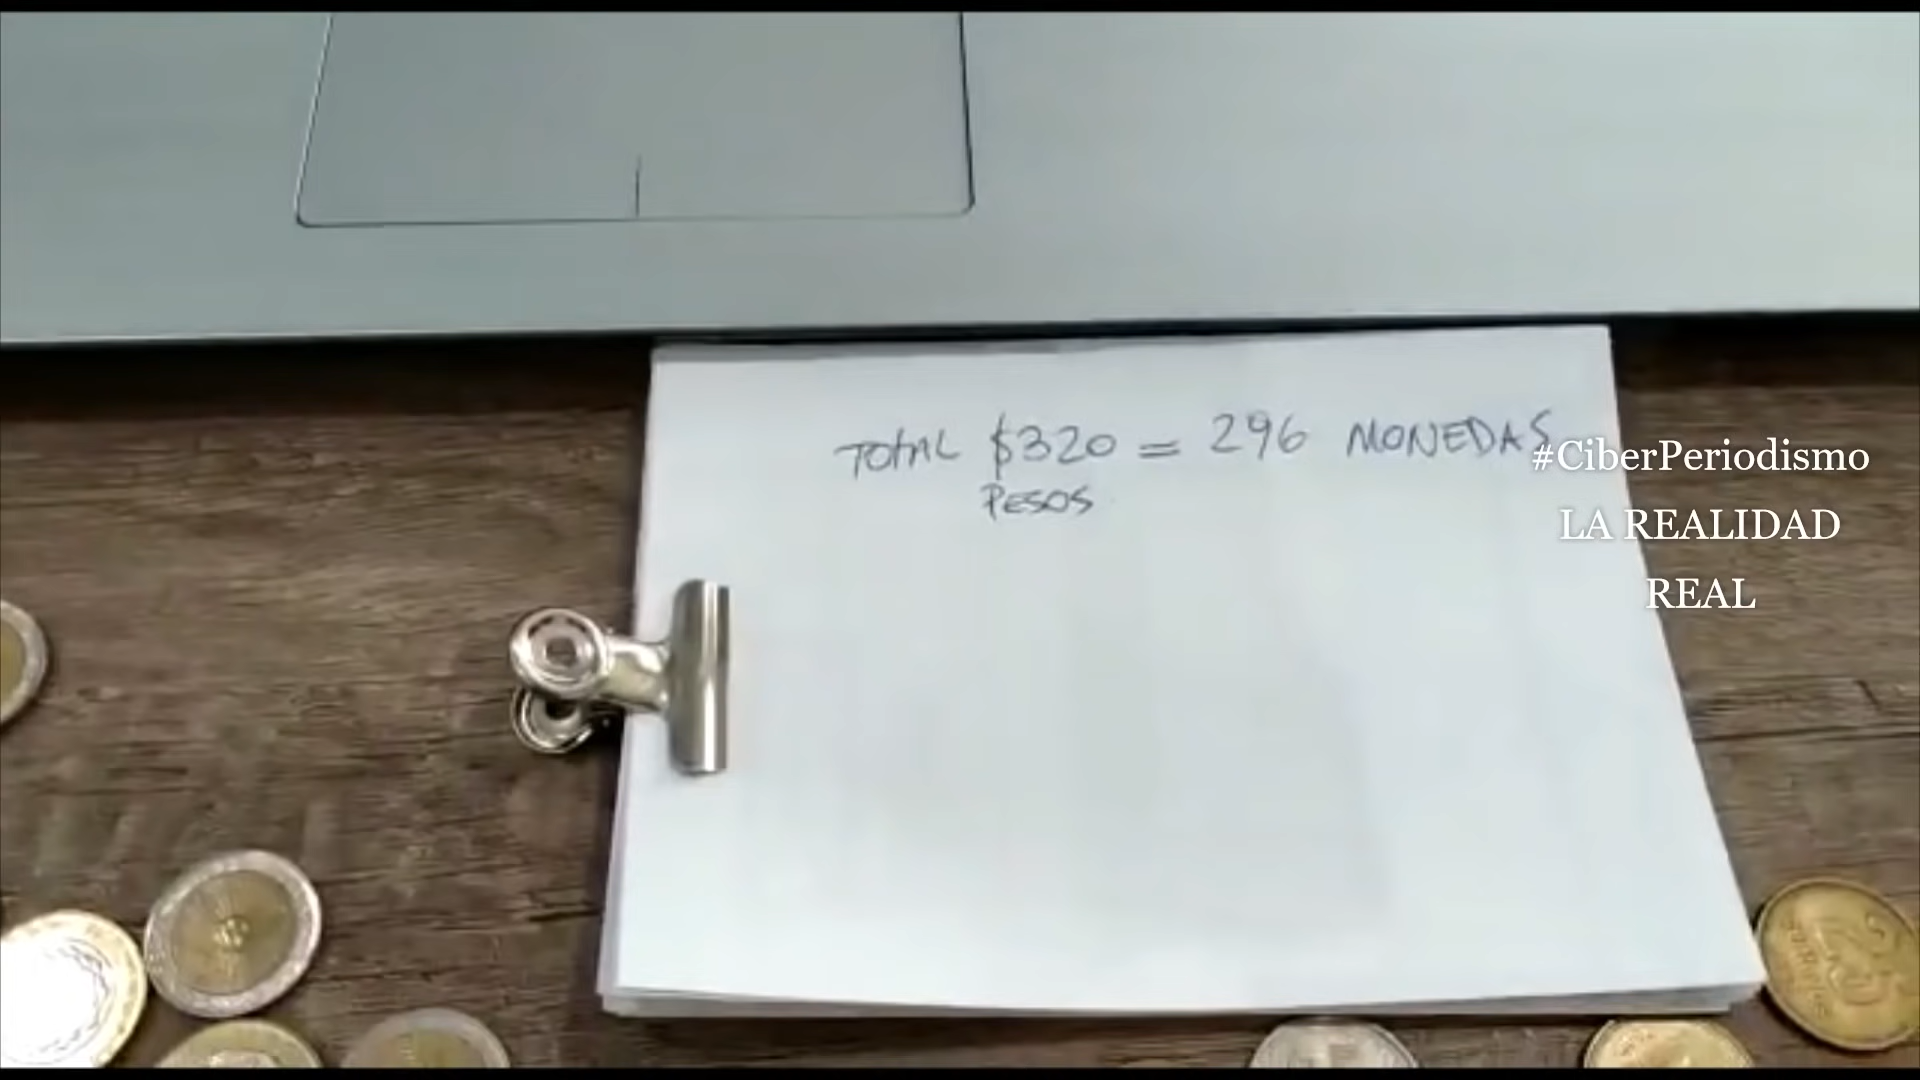 TOTAL $320 = 296 MONEDAS
PESOS
#CiberPeriodismo
LA REALIDAD
REAL